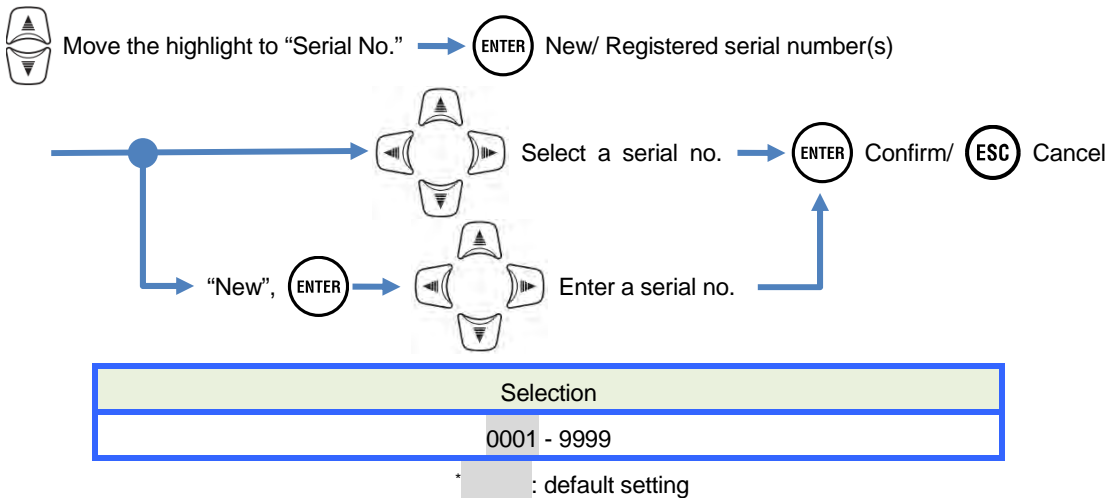 Move the highlight to “Serial No.” ENTER New/ Registered serial number(s)
Select a serial no. ENTER Confirm/ ESC Cancel
“New”, ENTER Enter a serial no.
Selection
0001 - 9999
* : default setting